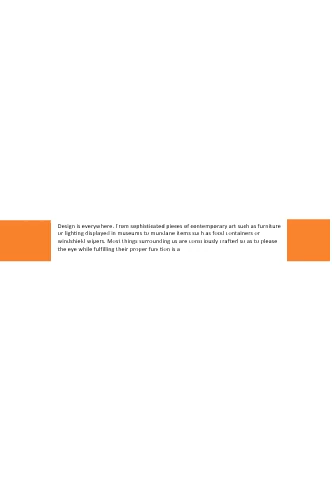 Design is everywhere. From sophisticated pieces of contemporary art such as furniture
or lighting displayed in museums to mundane items such as food containers or
windshield wipers. Most things surrounding us are consciously crafted so as to please
the eye while fulfilling their proper function is a